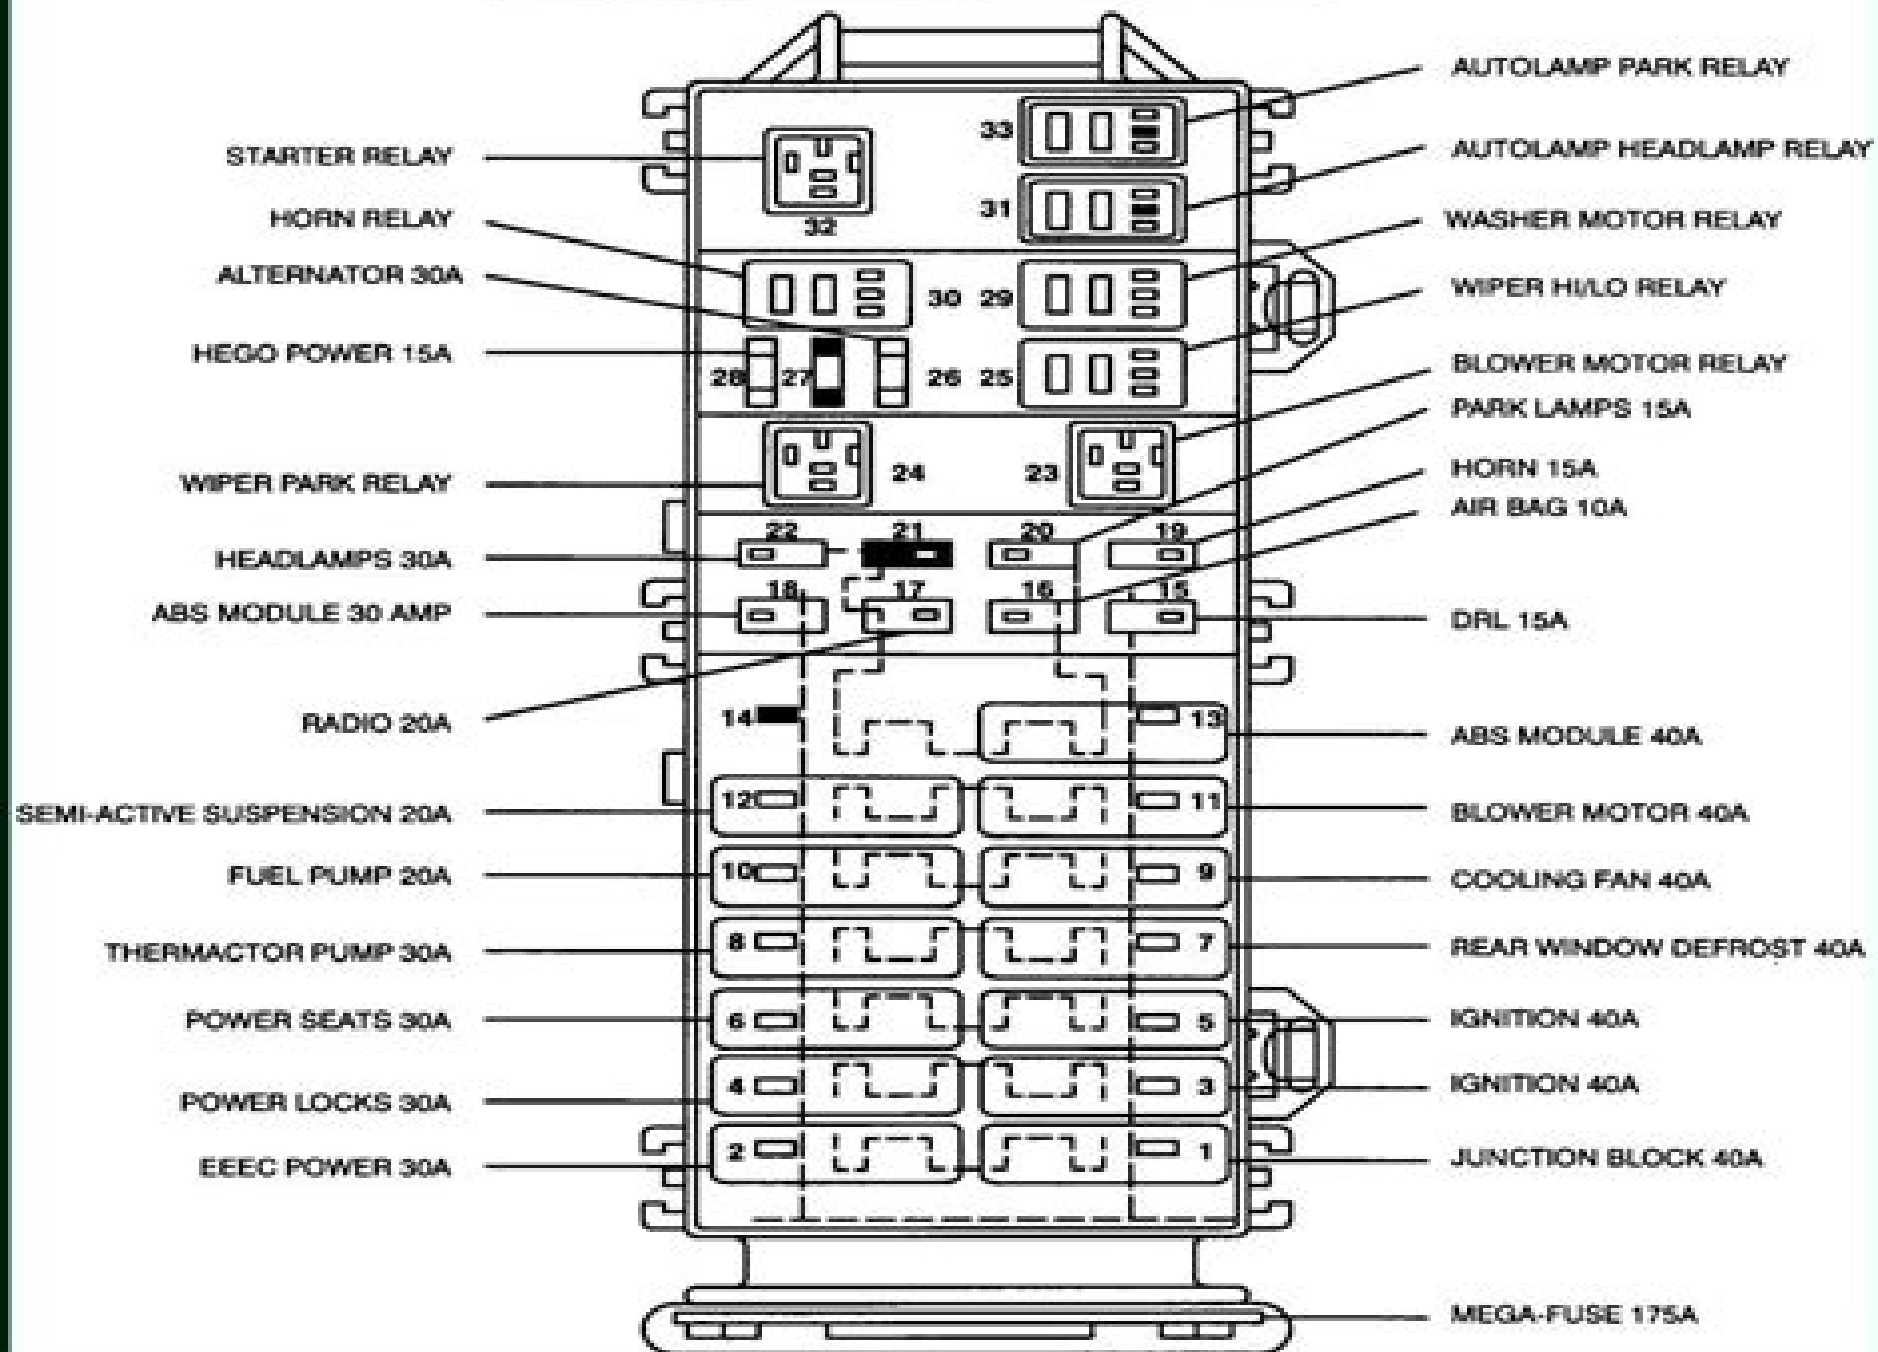 AUTOLAMP PARK RELAY
33
STARTER RELAY
AUTOLAMP HEADLAMP RELAY
31
32
HORN RELAY
WASHER MOTOR RELAY
ALTERNATOR 30A
30 29
WIPER HI/LO RELAY
HEGO POWER 15A
28 27 26 25
BLOWER MOTOR RELAY
PARK LAMPS 15A
WIPER PARK RELAY
24 23
HORN 15A
AIR BAG 10A
22 21 20 19
HEADLAMPS 30A
18 17 16 15
ABS MODULE 30 AMP
DRL 15A
RADIO 20A
14 13
ABS MODULE 40A
SEMI-ACTIVE SUSPENSION 20A
12 11
BLOWER MOTOR 40A
FUEL PUMP 20A
10 9
COOLING FAN 40A
THERMACTOR PUMP 30A
8 7
REAR WINDOW DEFROST 40A
POWER SEATS 30A
6 5
IGNITION 40A
POWER LOCKS 30A
4 3
IGNITION 40A
EEEC POWER 30A
2 1
JUNCTION BLOCK 40A
MEGA-FUSE 175A